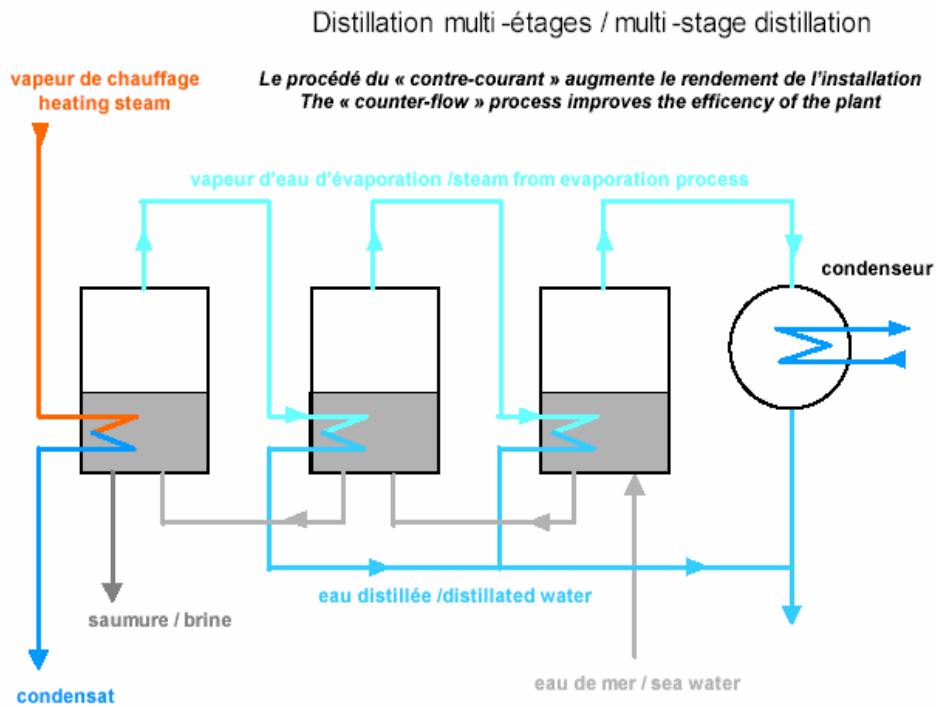 Distillation multi-étages / multi-stage distillation
vapeur de chauffage
heating steam
Le procédé du « contre-courant » augmente le rendement de l'installation
The « counter-flow » process improves the efficency of the plant
vapeur d'eau d'évaporation /steam from evaporation process
condenseur
eau distillée /distillated water
saumure / brine
eau de mer / sea water
condensat